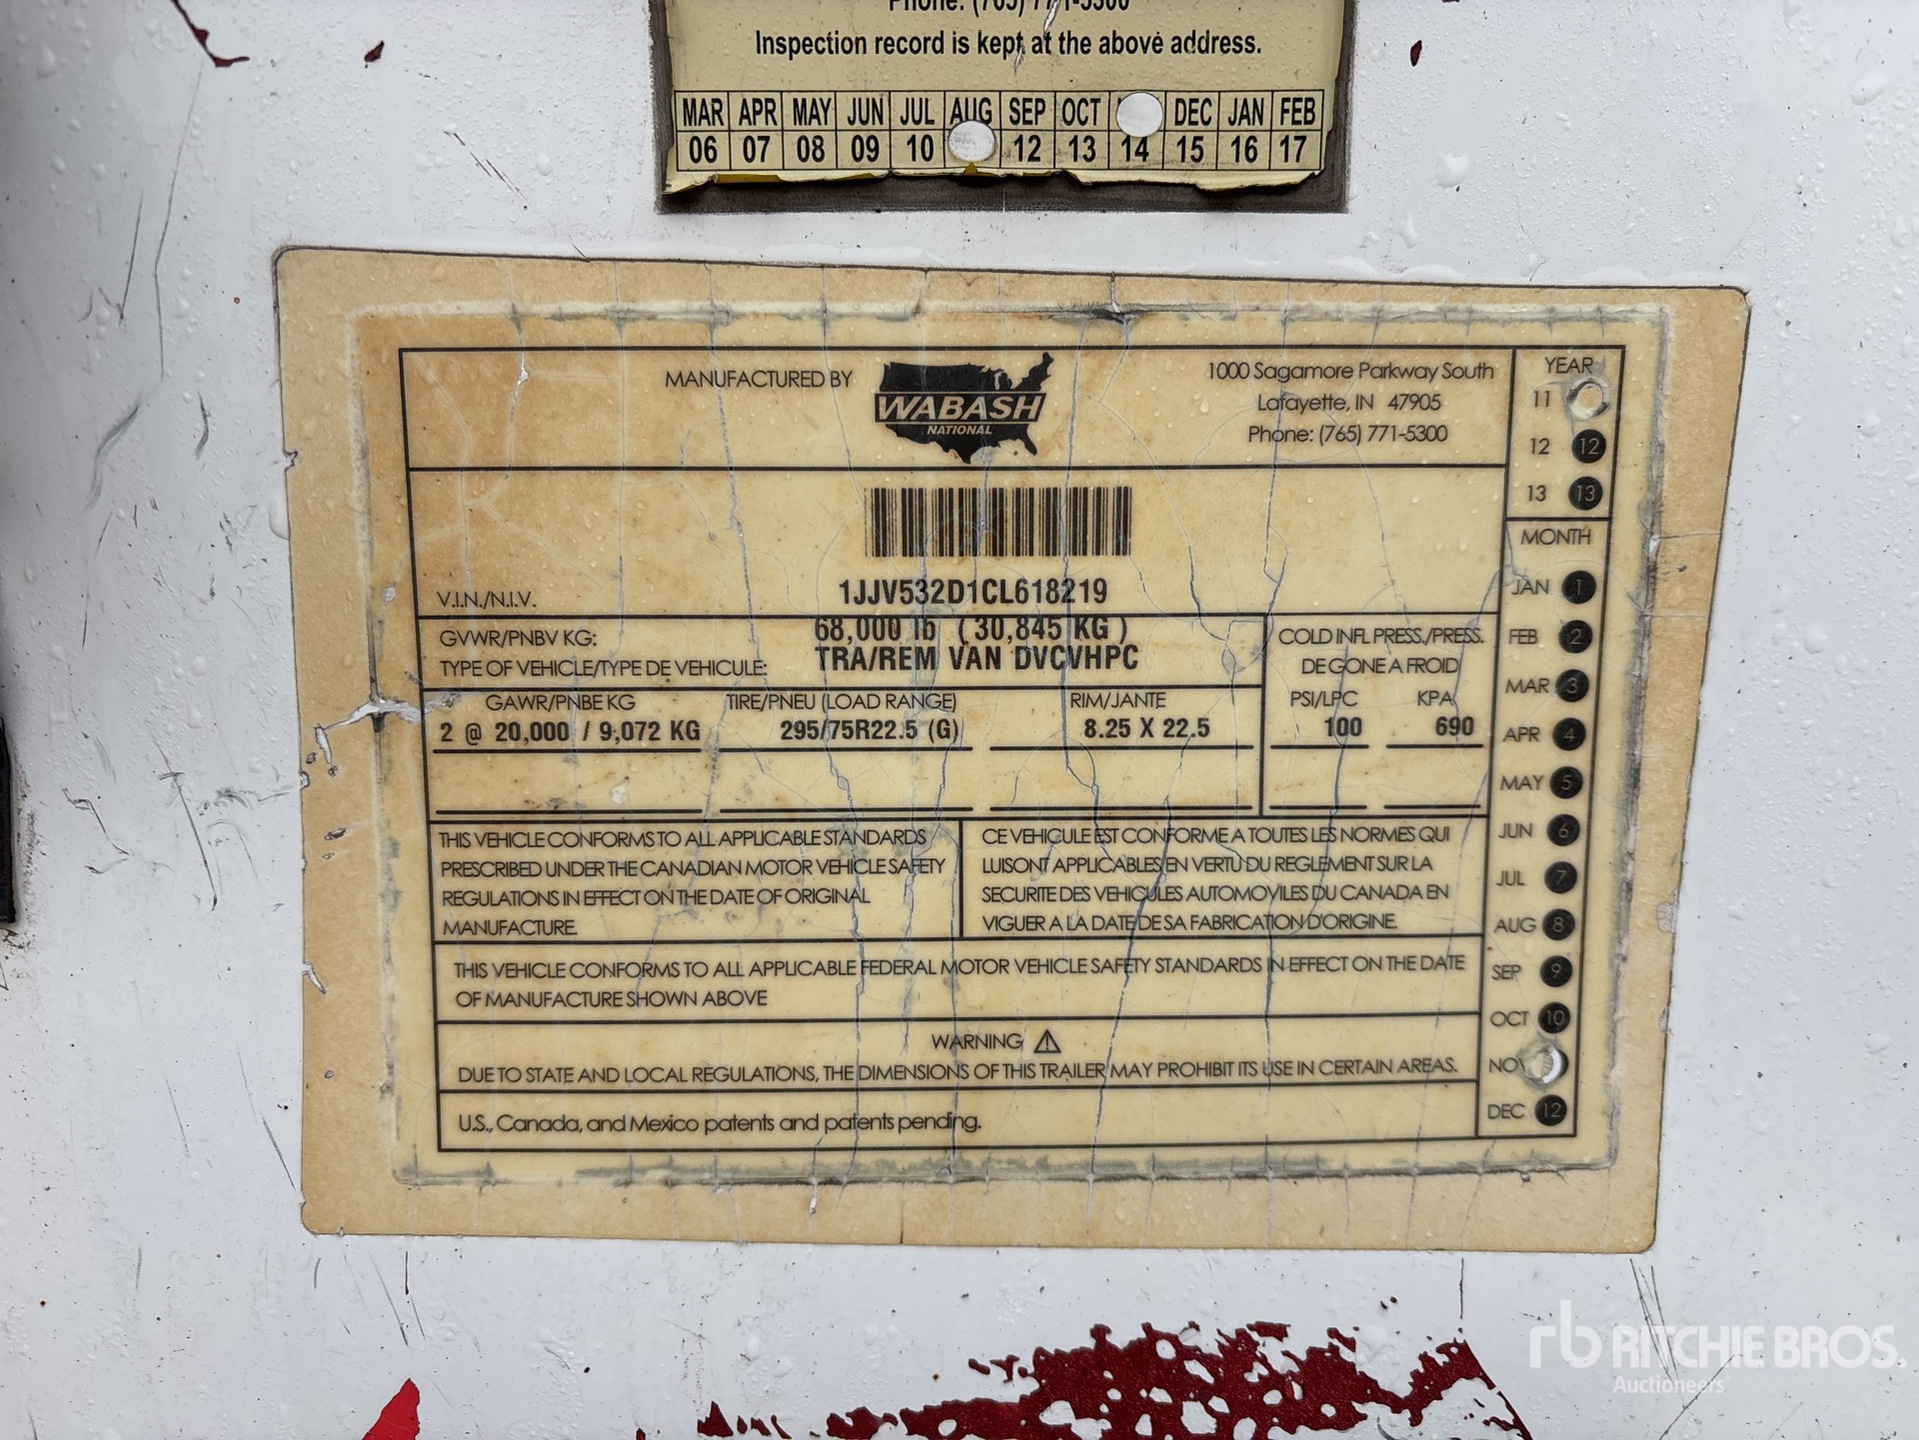 Phone: (765) 771-5300
Inspection record is kept at the above address.
MAR APR MAY JUN JUL AUG SEP OCT DEC JAN FEB
06 07 08 09 10 12 13 14 15 16 17
MANUFACTURED BY
WABASH
NATIONAL
1000 Sagamore Parkway South
Lafayette, IN 47905
Phone: (765) 771-5300
YEAR
11
12 12
13 13
V.I.N./N.I.V.
1JJV532D1CL618219
GVWR/PNBV KG: 68,000 lb (30,845 KG)
TYPE OF VEHICLE/TYPE DE VEHICULE: TRA/REM VAN DVCVHPC
COLD INFL PRESS./PRESS.
DE GONE A FROID
GAWR/PNBE KG TIRE/PNEU (LOAD RANGE) RIM/JANTE PSI/LPC KPA
2 @ 20,000 / 9,072 KG 295/75R22.5 (G) 8.25 X 22.5 100 690
THIS VEHICLE CONFORMS TO ALL APPLICABLE STANDARDS
PRESCRIBED UNDER THE CANADIAN MOTOR VEHICLE SAFETY
REGULATIONS IN EFFECT ON THE DATE OF ORIGINAL
MANUFACTURE.
CE VEHICULE EST CONFORME A TOUTES LES NORMES QUI
LUI SONT APPLICABLES EN VERTU DU REGLEMENT SUR LA
SECURITE DES VEHICULES AUTOMOVILES DU CANADA EN
VIGUER A LA DATE DE SA FABRICATION D'ORIGINE.
THIS VEHICLE CONFORMS TO ALL APPLICABLE FEDERAL MOTOR VEHICLE SAFETY STANDARDS IN EFFECT ON THE DATE
OF MANUFACTURE SHOWN ABOVE
WARNING
DUE TO STATE AND LOCAL REGULATIONS, THE DIMENSIONS OF THIS TRAILER MAY PROHIBIT ITS USE IN CERTAIN AREAS.
U.S., Canada, and Mexico patents and patents pending.
MONTH
JAN 1
FEB 2
MAR 3
APR 4
MAY 5
JUN 6
JUL 7
AUG 8
SEP 9
OCT 10
NOV
DEC 12
rb RITCHIE BROS.
Auctioneers